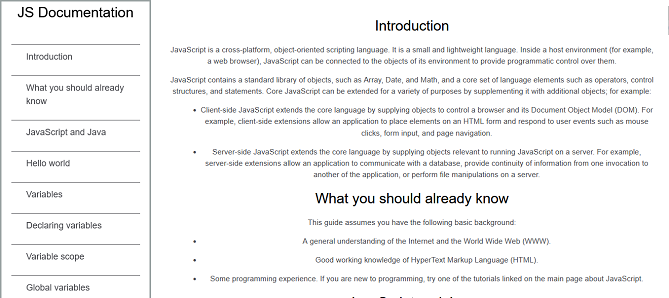 JS Documentation
Introduction
What you should already
know
JavaScript and Java
Hello world
Variables
Declaring variables
Variable scope
Global variables
Introduction
JavaScript is a cross-platform, object-oriented scripting language. It is a small and lightweight language. Inside a host environment (for example,
a web browser), JavaScript can be connected to the objects of its environment to provide programmatic control over them.
JavaScript contains a standard library of objects, such as Array, Date, and Math, and a core set of language elements such as operators, control
structures, and statements. Core JavaScript can be extended for a variety of purposes by supplementing it with additional objects; for example:
• Client-side JavaScript extends the core language by supplying objects to control a browser and its Document Object Model (DOM). For
example, client-side extensions allow an application to place elements on an HTML form and respond to user events such as mouse
clicks, form input, and page navigation.
• Server-side JavaScript extends the core language by supplying objects relevant to running JavaScript on a server. For example,
server-side extensions allow an application to communicate with a database, provide continuity of information from one invocation to
another of the application, or perform file manipulations on a server.
What you should already know
This guide assumes you have the following basic background:
• A general understanding of the Internet and the World Wide Web (WWW).
• Good working knowledge of HyperText Markup Language (HTML).
• Some programming experience. If you are new to programming, try one of the tutorials linked on the main page about JavaScript.